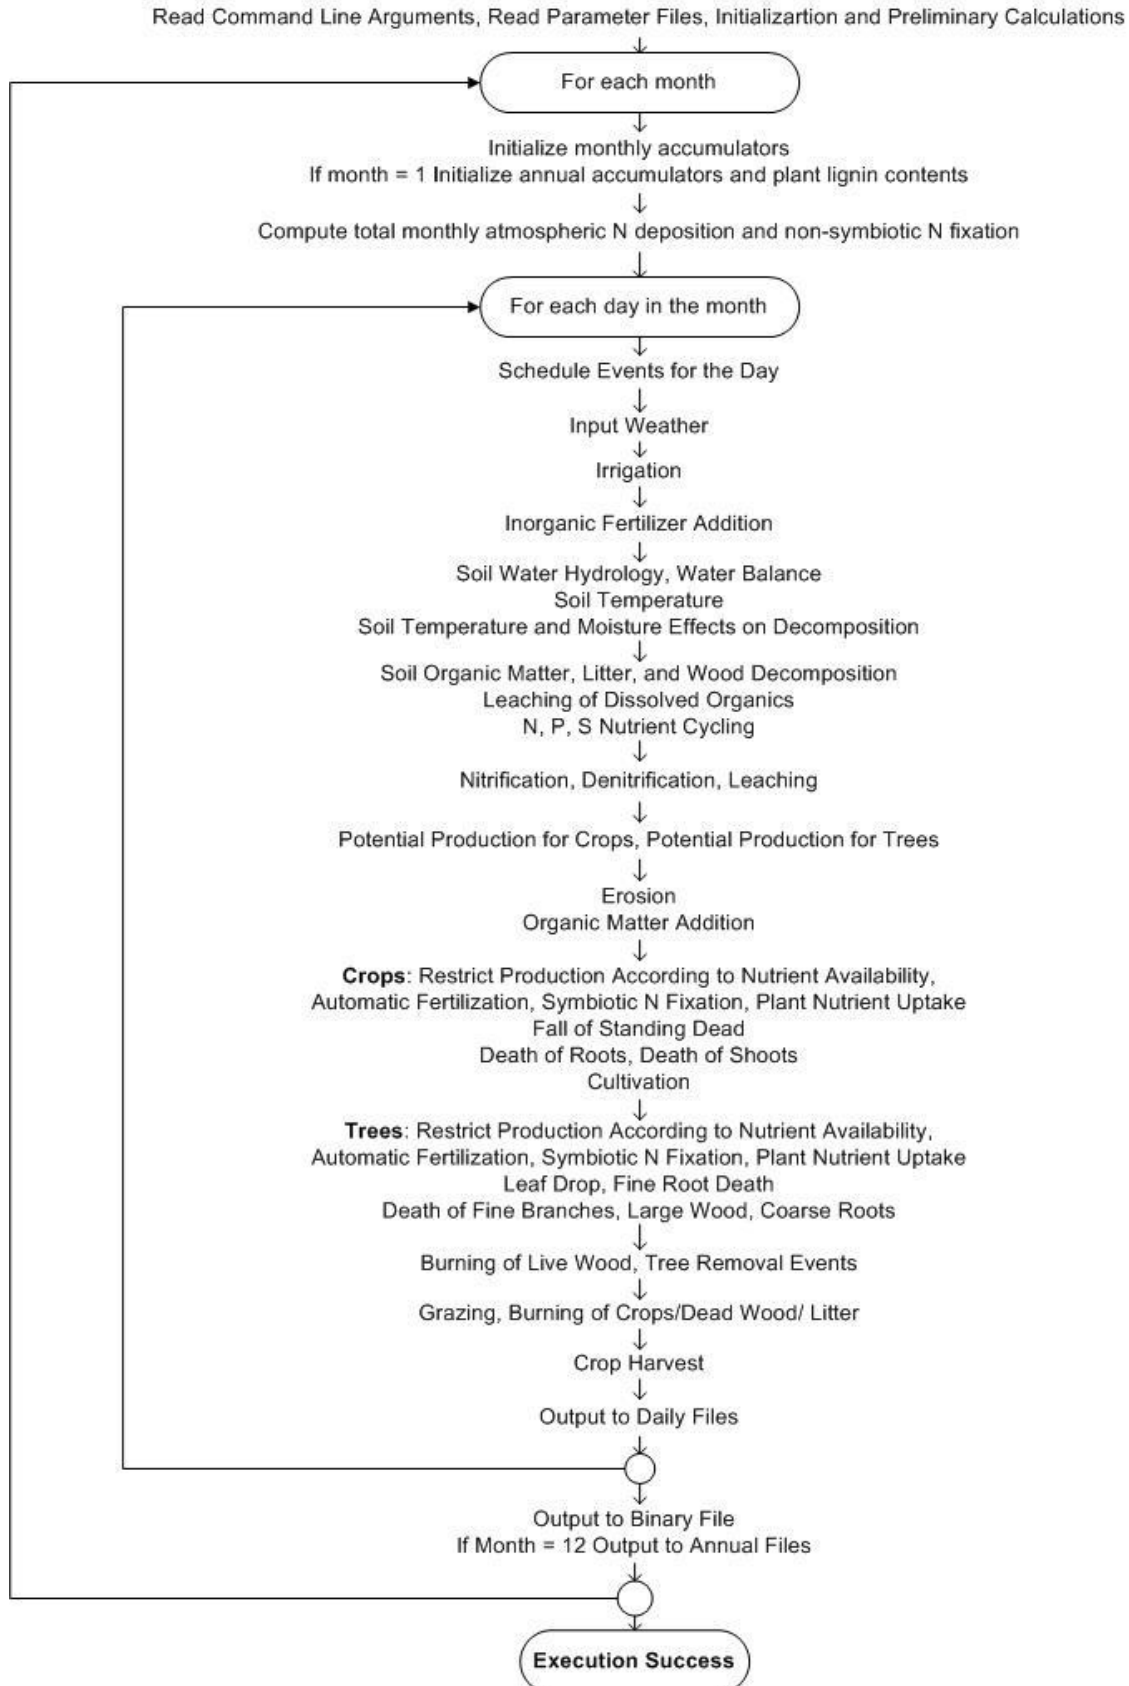 Read Command Line Arguments, Read Parameter Files, Initializartion and Preliminary Calculations
For each month
Initialize monthly accumulators
If month = 1 Initialize annual accumulators and plant lignin contents
Compute total monthly atmospheric N deposition and non-symbiotic N fixation
For each day in the month
Schedule Events for the Day
Input Weather
Irrigation
Inorganic Fertilizer Addition
Soil Water Hydrology, Water Balance
Soil Temperature
Soil Temperature and Moisture Effects on Decomposition
Soil Organic Matter, Litter, and Wood Decomposition
Leaching of Dissolved Organics
N, P, S Nutrient Cycling
Nitrification, Denitrification, Leaching
Potential Production for Crops, Potential Production for Trees
Erosion
Organic Matter Addition
Crops: Restrict Production According to Nutrient Availability,
Automatic Fertilization, Symbiotic N Fixation, Plant Nutrient Uptake
Fall of Standing Dead
Death of Roots, Death of Shoots
Cultivation
Trees: Restrict Production According to Nutrient Availability,
Automatic Fertilization, Symbiotic N Fixation, Plant Nutrient Uptake
Leaf Drop, Fine Root Death
Death of Fine Branches, Large Wood, Coarse Roots
Burning of Live Wood, Tree Removal Events
Grazing, Burning of Crops/Dead Wood/ Litter
Crop Harvest
Output to Daily Files
Output to Binary File
If Month = 12 Output to Annual Files
Execution Success